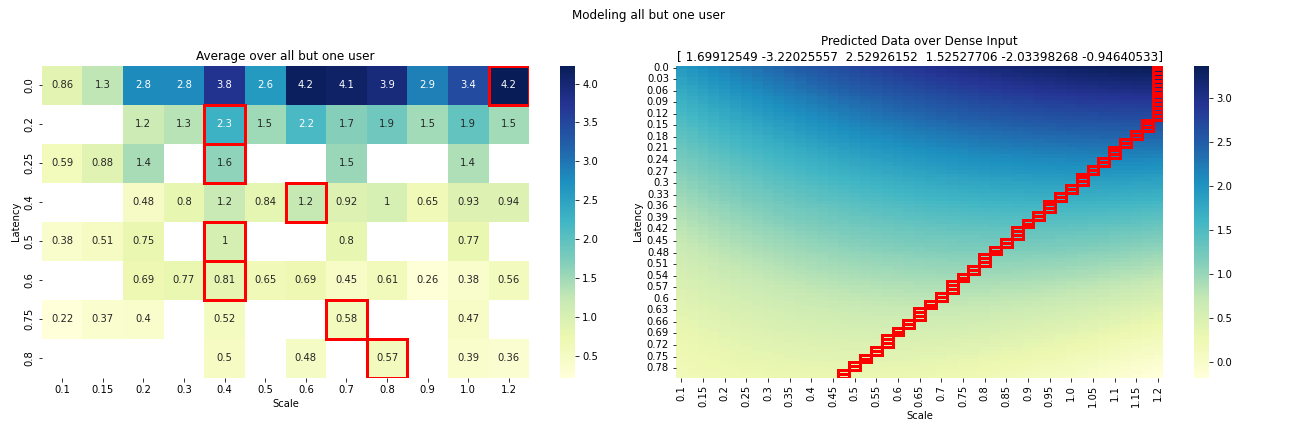 Modeling all but one user
Average over all but one user
0.0 0.86 1.3 2.8 2.8 3.8 2.6 4.2 4.1 3.9 2.9 3.4 4.2
0.2 1.2 1.3 2.3 1.5 2.2 1.7 1.9 1.5 1.9 1.5
0.25 0.59 0.88 1.4 1.6 1.5 1.4
0.4 0.48 0.8 1.2 0.84 1.2 0.92 1 0.65 0.93 0.94
0.5 0.38 0.51 0.75 1 0.8 0.77
0.6 0.69 0.77 0.81 0.65 0.69 0.45 0.61 0.26 0.38 0.56
0.75 0.22 0.37 0.4 0.52 0.58 0.47
0.8 0.5 0.48 0.57 0.39 0.36
0.1 0.15 0.2 0.3 0.4 0.5 0.6 0.7 0.8 0.9 1.0 1.2
Scale
Latency
4.0
3.5
3.0
2.5
2.0
1.5
1.0
0.5
Predicted Data over Dense Input
[ 1.69912549 -3.22025557 2.52926152 1.52527706 -2.03398268 -0.94640533]
0.0
0.03
0.06
0.09
0.12
0.15
0.18
0.21
0.24
0.27
0.3
0.33
0.36
0.39
0.42
0.45
0.48
0.51
0.54
0.57
0.6
0.63
0.66
0.69
0.72
0.75
0.78
Latency
0.1 0.15 0.2 0.25 0.3 0.35 0.4 0.45 0.5 0.55 0.6 0.65 0.7 0.75 0.8 0.85 0.9 0.95 1.0 1.05 1.1 1.15 1.2
Scale
3.0
2.5
2.0
1.5
1.0
0.5
0.0